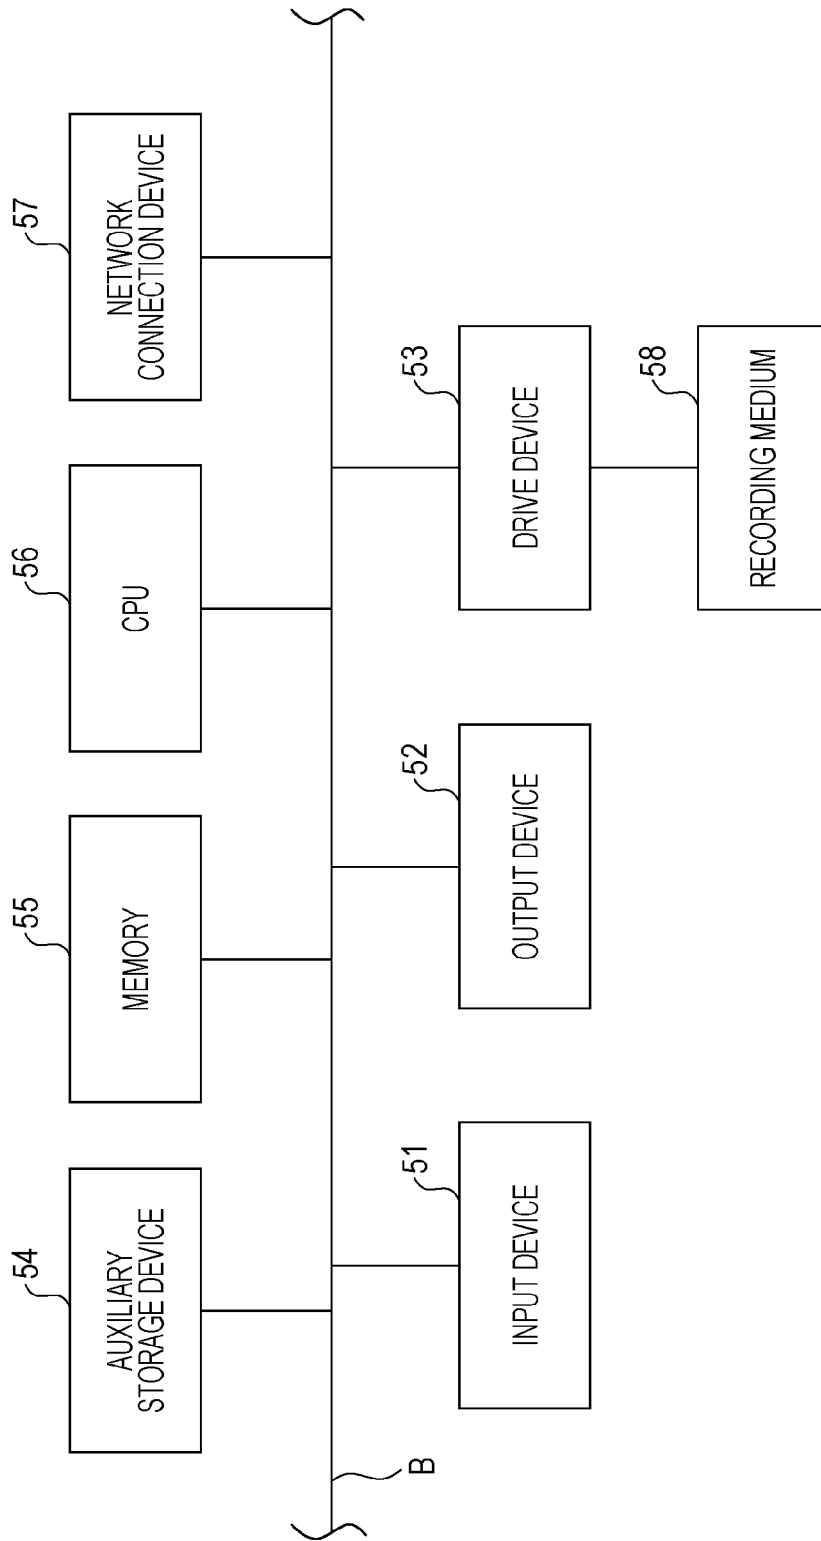 54
AUXILIARY
STORAGE DEVICE
55
MEMORY
56
CPU
57
NETWORK
CONNECTION DEVICE
B
51
INPUT DEVICE
52
OUTPUT DEVICE
53
DRIVE DEVICE
58
RECORDING MEDIUM